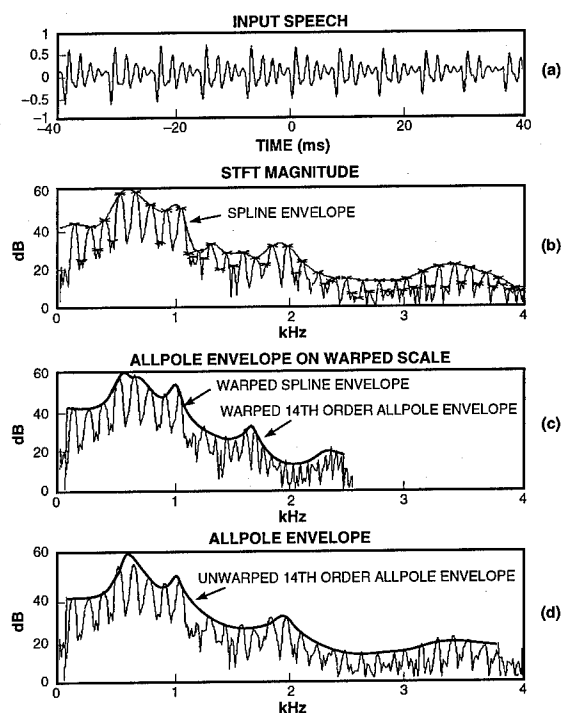 INPUT SPEECH
1
0.5
0
−0.5
−1
−40
−20
0
20
40
TIME (ms)
(a)
STFT MAGNITUDE
60
40
20
0
dB
SPLINE ENVELOPE
0
1
2
3
4
kHz
(b)
ALLPOLE ENVELOPE ON WARPED SCALE
60
40
20
0
dB
WARPED SPLINE ENVELOPE
WARPED 14TH ORDER ALLPOLE ENVELOPE
0
1
2
3
4
kHz
(c)
ALLPOLE ENVELOPE
60
40
20
0
dB
UNWARPED 14TH ORDER ALLPOLE ENVELOPE
0
1
2
3
4
kHz
(d)